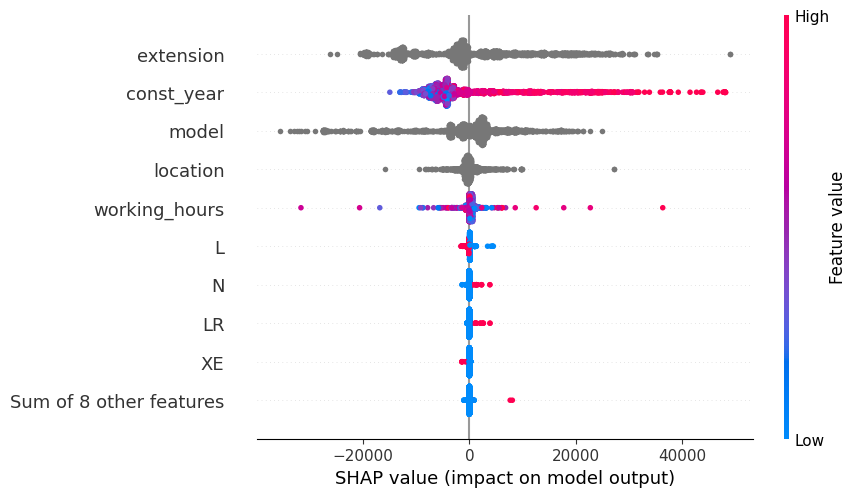 High
extension
const_year
model
location
working_hours
L
N
LR
XE
Sum of 8 other features
Feature value
Low
−20000 0 20000 40000
SHAP value (impact on model output)